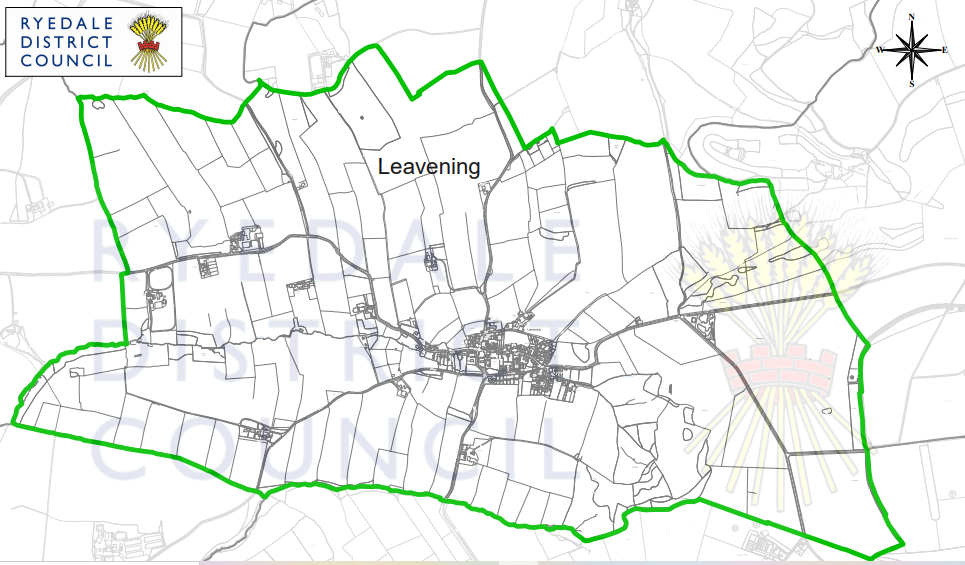 RYEDALE
DISTRICT
COUNCIL
N
W
E
S
Leavening
RYEDALE
DISTRICT
COUNCIL